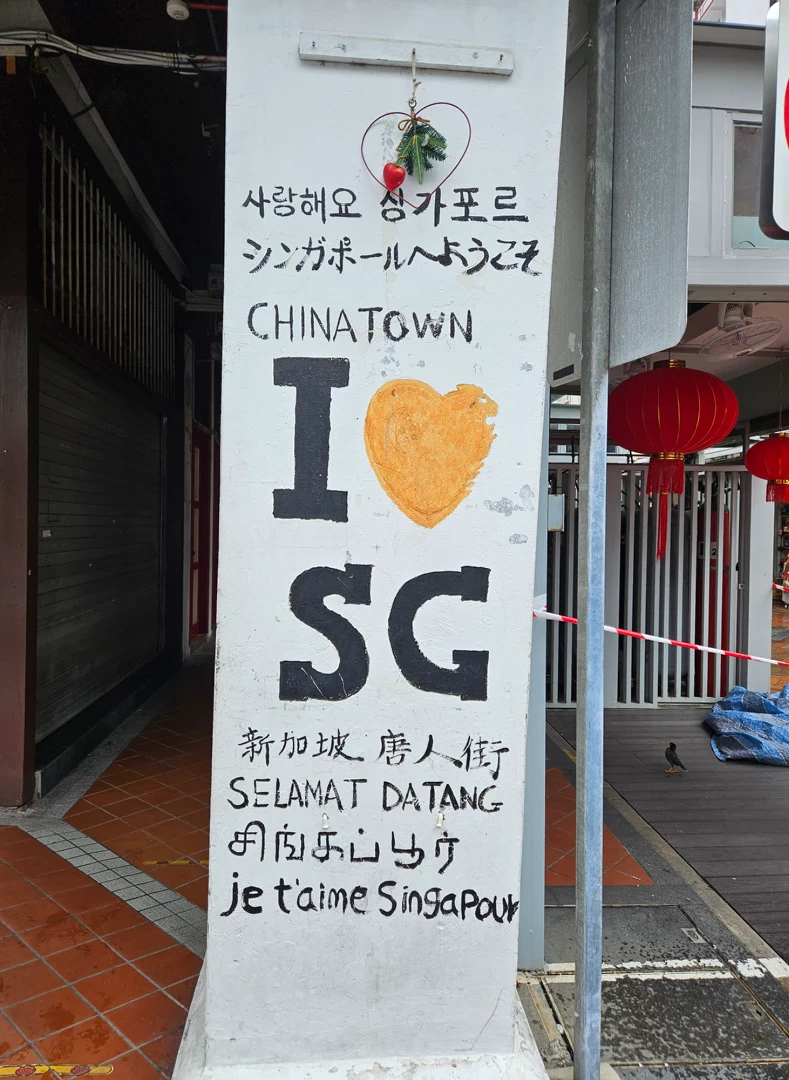 사랑해요 싱가포르
シンガポールへようこそ
CHINATOWN
I
SG
新加坡 唐人街
SELAMAT DATANG
சிங்கப்பூர்
je t'aime Singapour